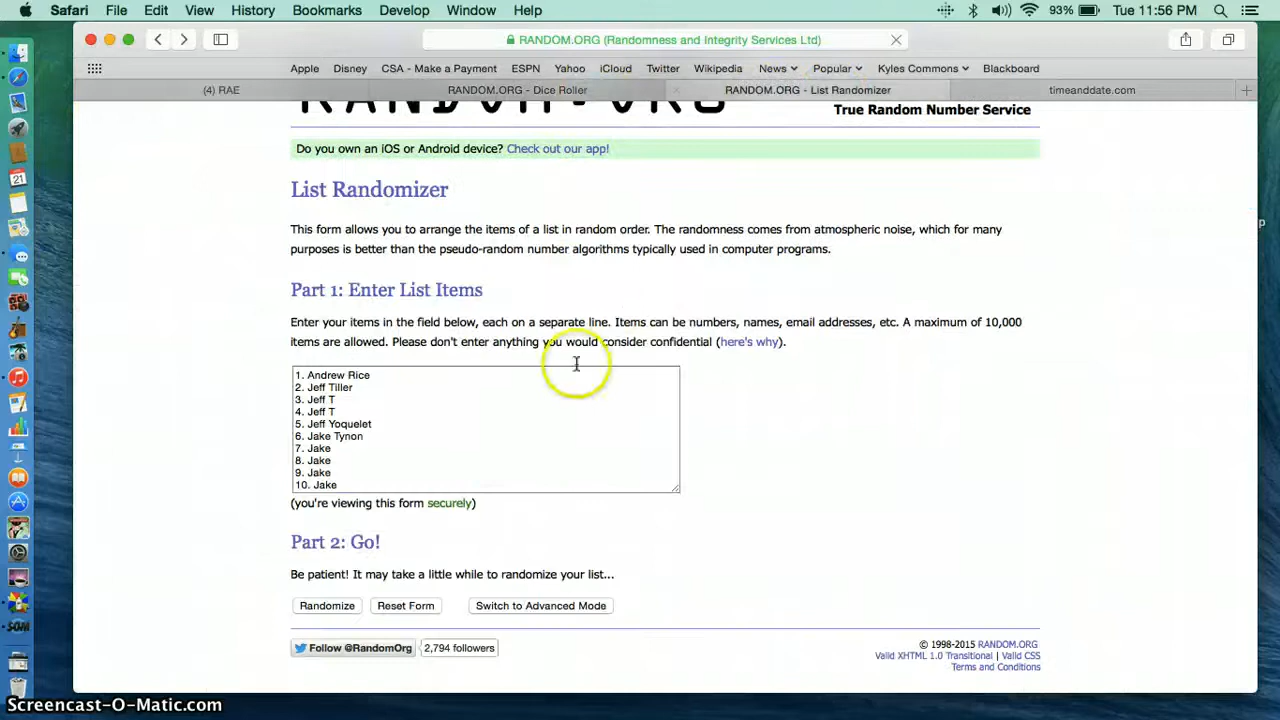 Safari File Edit View History Bookmarks Develop Window Help 93% Tue 11:56 PM
RANDOM.ORG (Randomness and Integrity Services Ltd)
Apple Disney CSA - Make a Payment ESPN Yahoo iCloud Twitter Wikipedia News Popular Kyles Commons Blackboard
(4) RAE RANDOM.ORG - Dice Roller RANDOM.ORG - List Randomizer timeanddate.com
RANDOM.ORG
True Random Number Service
Do you own an iOS or Android device? Check out our app!
List Randomizer
This form allows you to arrange the items of a list in random order. The randomness comes from atmospheric noise, which for many
purposes is better than the pseudo-random number algorithms typically used in computer programs.
Part 1: Enter List Items
Enter your items in the field below, each on a separate line. Items can be numbers, names, email addresses, etc. A maximum of 10,000
items are allowed. Please don't enter anything you would consider confidential (here's why).
1. Andrew Rice
2. Jeff Tiller
3. Jeff T
4. Jeff T
5. Jeff Yoquelet
6. Jake Tynon
7. Jake
8. Jake
9. Jake
10. Jake
(you're viewing this form securely)
Part 2: Go!
Be patient! It may take a little while to randomize your list...
Randomize Reset Form Switch to Advanced Mode
Follow @RandomOrg 2,794 followers
© 1998-2015 RANDOM.ORG
Valid XHTML 1.0 Transitional | Valid CSS
Terms and Conditions
Screencast-O-Matic.com